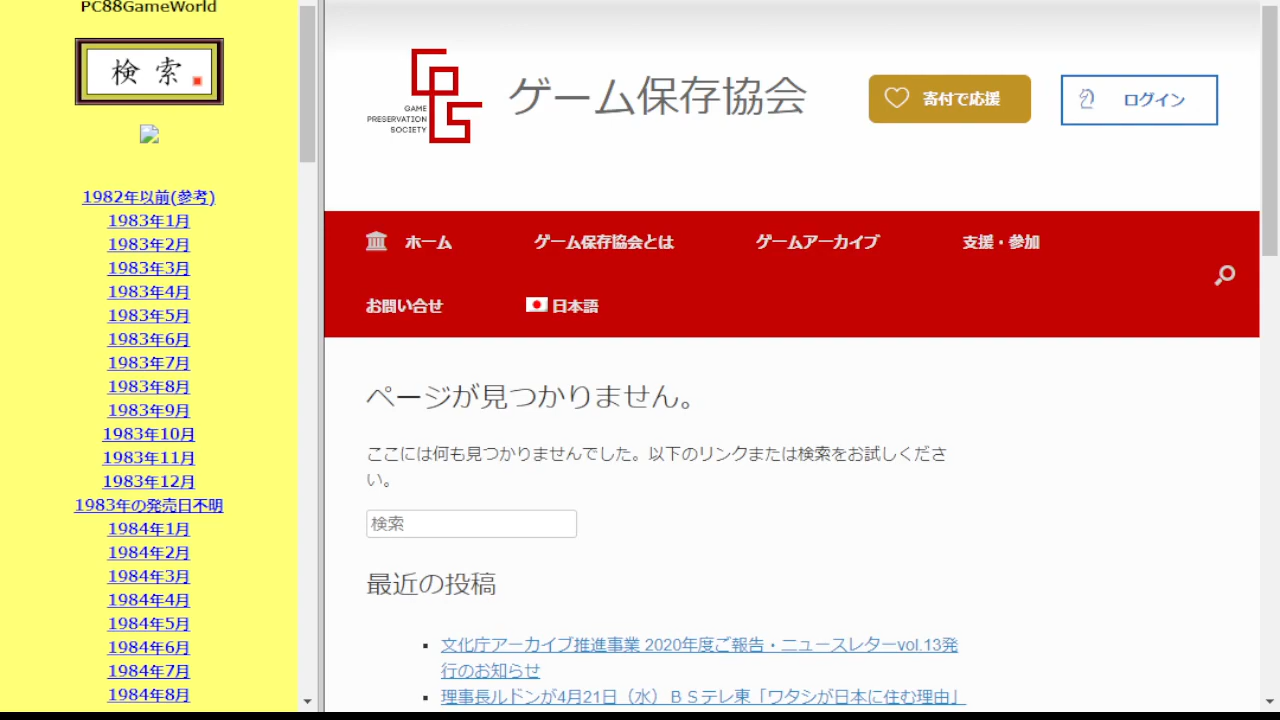 PC88GameWorld
検索
1982年以前(参考)
1983年1月
1983年2月
1983年3月
1983年4月
1983年5月
1983年6月
1983年7月
1983年8月
1983年9月
1983年10月
1983年11月
1983年12月
1983年の発売日不明
1984年1月
1984年2月
1984年3月
1984年4月
1984年5月
1984年6月
1984年7月
1984年8月
GAME
PRESERVATION
SOCIETY
ゲーム保存協会
寄付で応援
ログイン
ホーム
ゲーム保存協会とは
ゲームアーカイブ
支援・参加
お問い合せ
日本語
ページが見つかりません。
ここには何も見つかりませんでした。以下のリンクまたは検索をお試しくださ
い。
検索
最近の投稿
文化庁アーカイブ推進事業 2020年度ご報告・ニュースレターvol.13発
行のお知らせ
理事長ルドンが4月21日（水）ＢＳテレ東「ワタシが日本に住む理由」